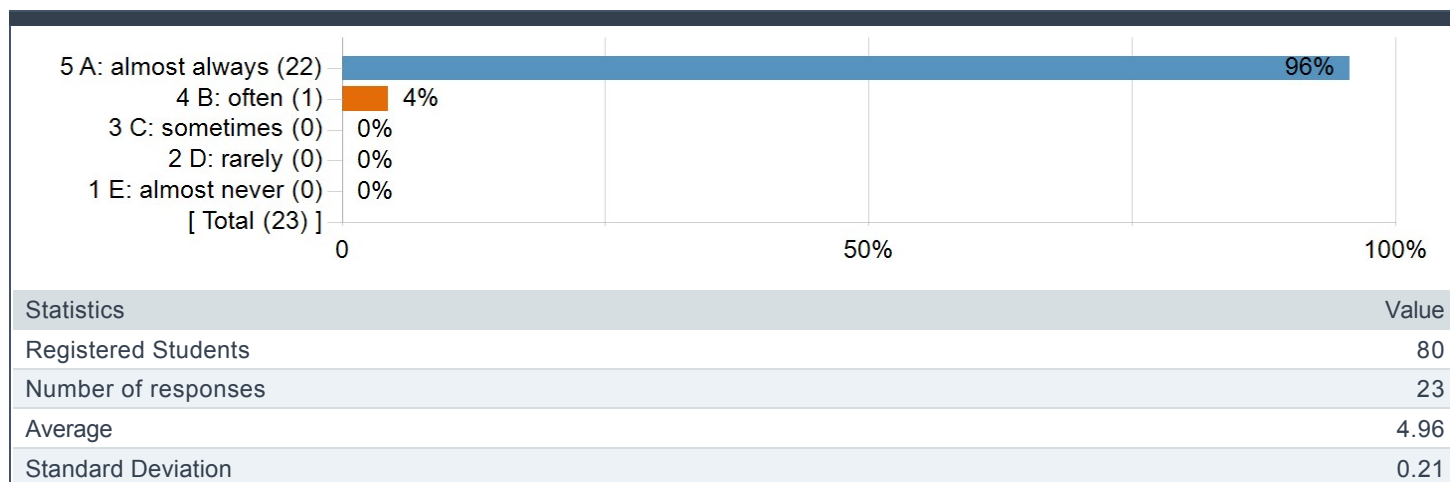 5 A: almost always (22)
96%
4 B: often (1)
4%
3 C: sometimes (0)
0%
2 D: rarely (0)
0%
1 E: almost never (0)
0%
[ Total (23) ]
0
50%
100%
Statistics
Value
Registered Students
80
Number of responses
23
Average
4.96
Standard Deviation
0.21